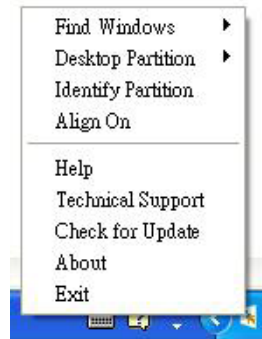 Find Windows
Desktop Partition
Identify Partition
Align On
Help
Technical Support
Check for Update
About
Exit